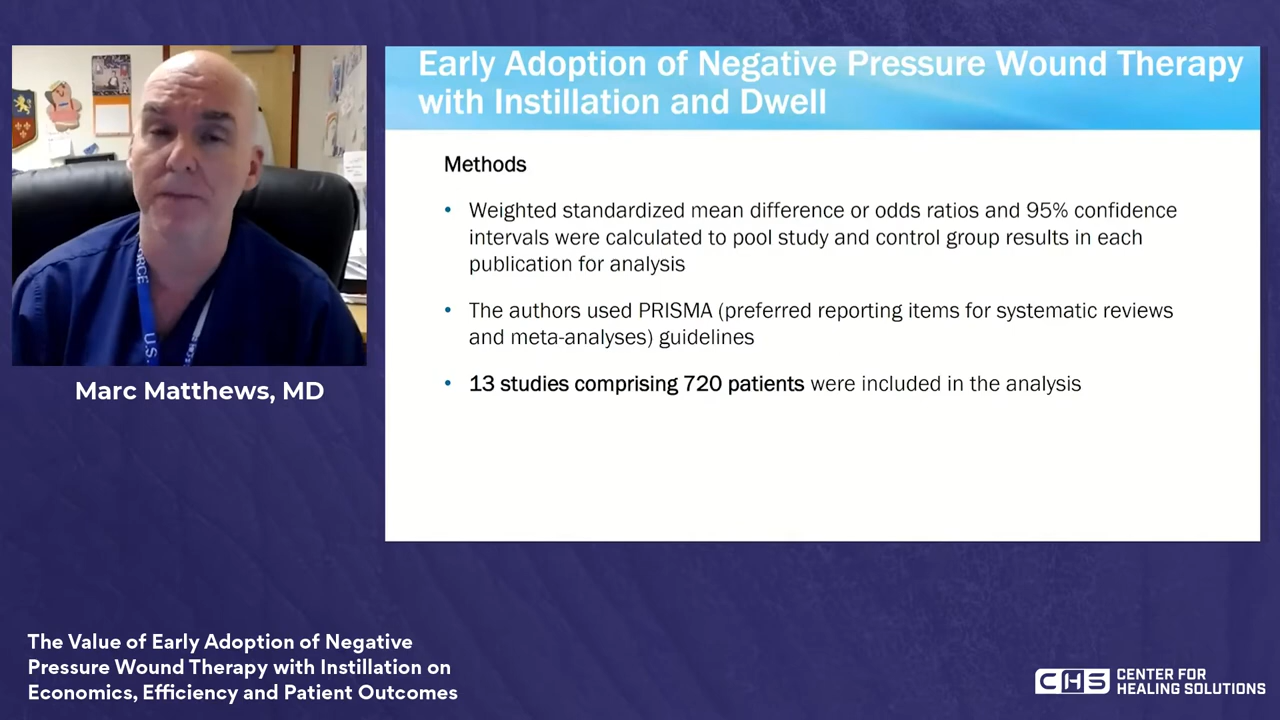 Early Adoption of Negative Pressure Wound Therapy
with Instillation and Dwell
Methods
• Weighted standardized mean difference or odds ratios and 95% confidence
intervals were calculated to pool study and control group results in each
publication for analysis
• The authors used PRISMA (preferred reporting items for systematic reviews
and meta-analyses) guidelines
• 13 studies comprising 720 patients were included in the analysis
U.S.
Marc Matthews, MD
The Value of Early Adoption of Negative
Pressure Wound Therapy with Instillation on
Economics, Efficiency and Patient Outcomes
CHS CENTER FOR
HEALING SOLUTIONS